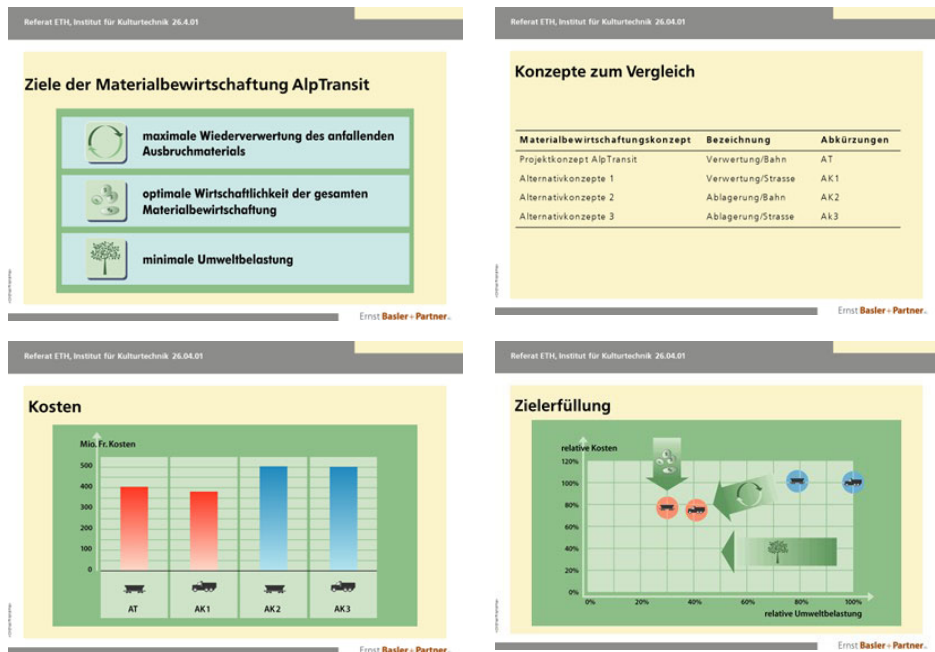 Referat ETH, Institut für Kulturtechnik 26.4.01
Ziele der Materialbewirtschaftung AlpTransit
maximale Wiederverwertung des anfallenden
Ausbruchmaterials
optimale Wirtschaftlichkeit der gesamten
Materialbewirtschaftung
minimale Umweltbelastung
Ernst Basler + Partner
Referat ETH, Institut für Kulturtechnik 26.04.01
Konzepte zum Vergleich
Materialbewirtschaftungskonzept Bezeichnung Abkürzungen
Projektkonzept AlpTransit Verwertung/Bahn AT
Alternativkonzepte 1 Verwertung/Strasse AK1
Alternativkonzepte 2 Ablagerung/Bahn AK2
Alternativkonzepte 3 Ablagerung/Strasse Ak3
Ernst Basler + Partner
Referat ETH, Institut für Kulturtechnik 26.04.01
Kosten
Mio. Fr. Kosten
500
400
300
200
100
0
AT AK1 AK2 AK3
Ernst Basler + Partner
Referat ETH, Institut für Kulturtechnik 26.04.01
Zielerfüllung
relative Kosten
120%
100%
80%
60%
40%
20%
0%
0% 20% 40% 60% 80% 100%
relative Umweltbelastung
Ernst Basler + Partner